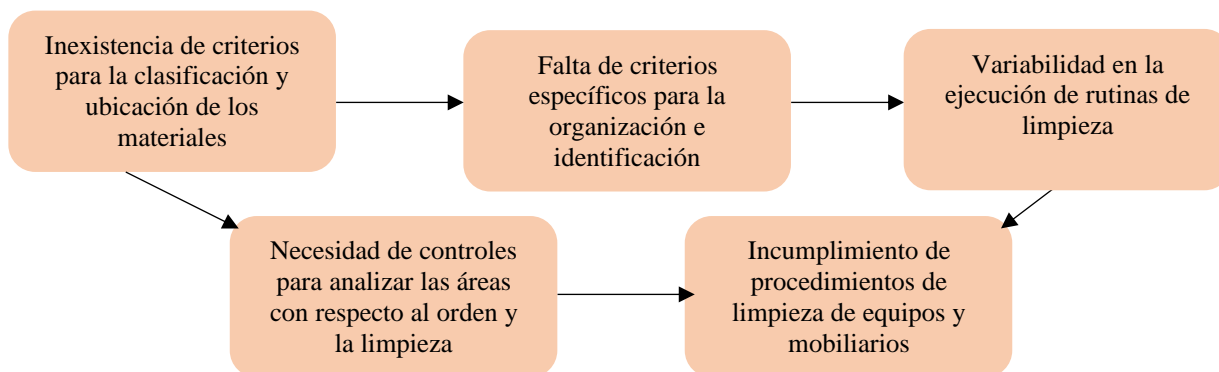 Inexistencia de criterios
para la clasificación y
ubicación de los
materiales
Falta de criterios
específicos para la
organización e
identificación
Variabilidad en la
ejecución de rutinas de
limpieza
Necesidad de controles
para analizar las áreas
con respecto al orden y
la limpieza
Incumplimiento de
procedimientos de
limpieza de equipos y
mobiliarios